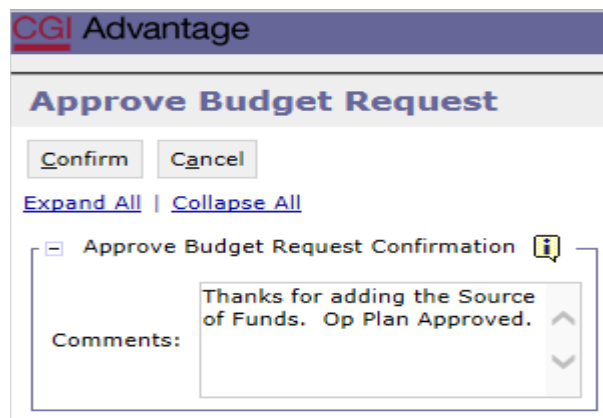 CGI Advantage
Approve Budget Request
Confirm Cancel
Expand All | Collapse All
Approve Budget Request Confirmation i
Thanks for adding the Source
of Funds.  Op Plan Approved.
Comments: